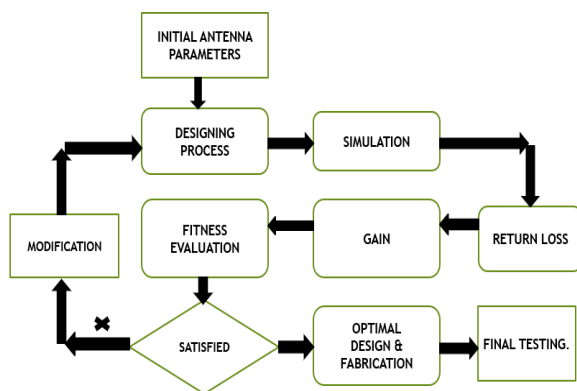 INITIAL ANTENNA
PARAMETERS
DESIGNING
PROCESS
SIMULATION
RETURN LOSS
GAIN
FITNESS
EVALUATION
MODIFICATION
SATISFIED
OPTIMAL
DESIGN &
FABRICATION
FINAL TESTING.